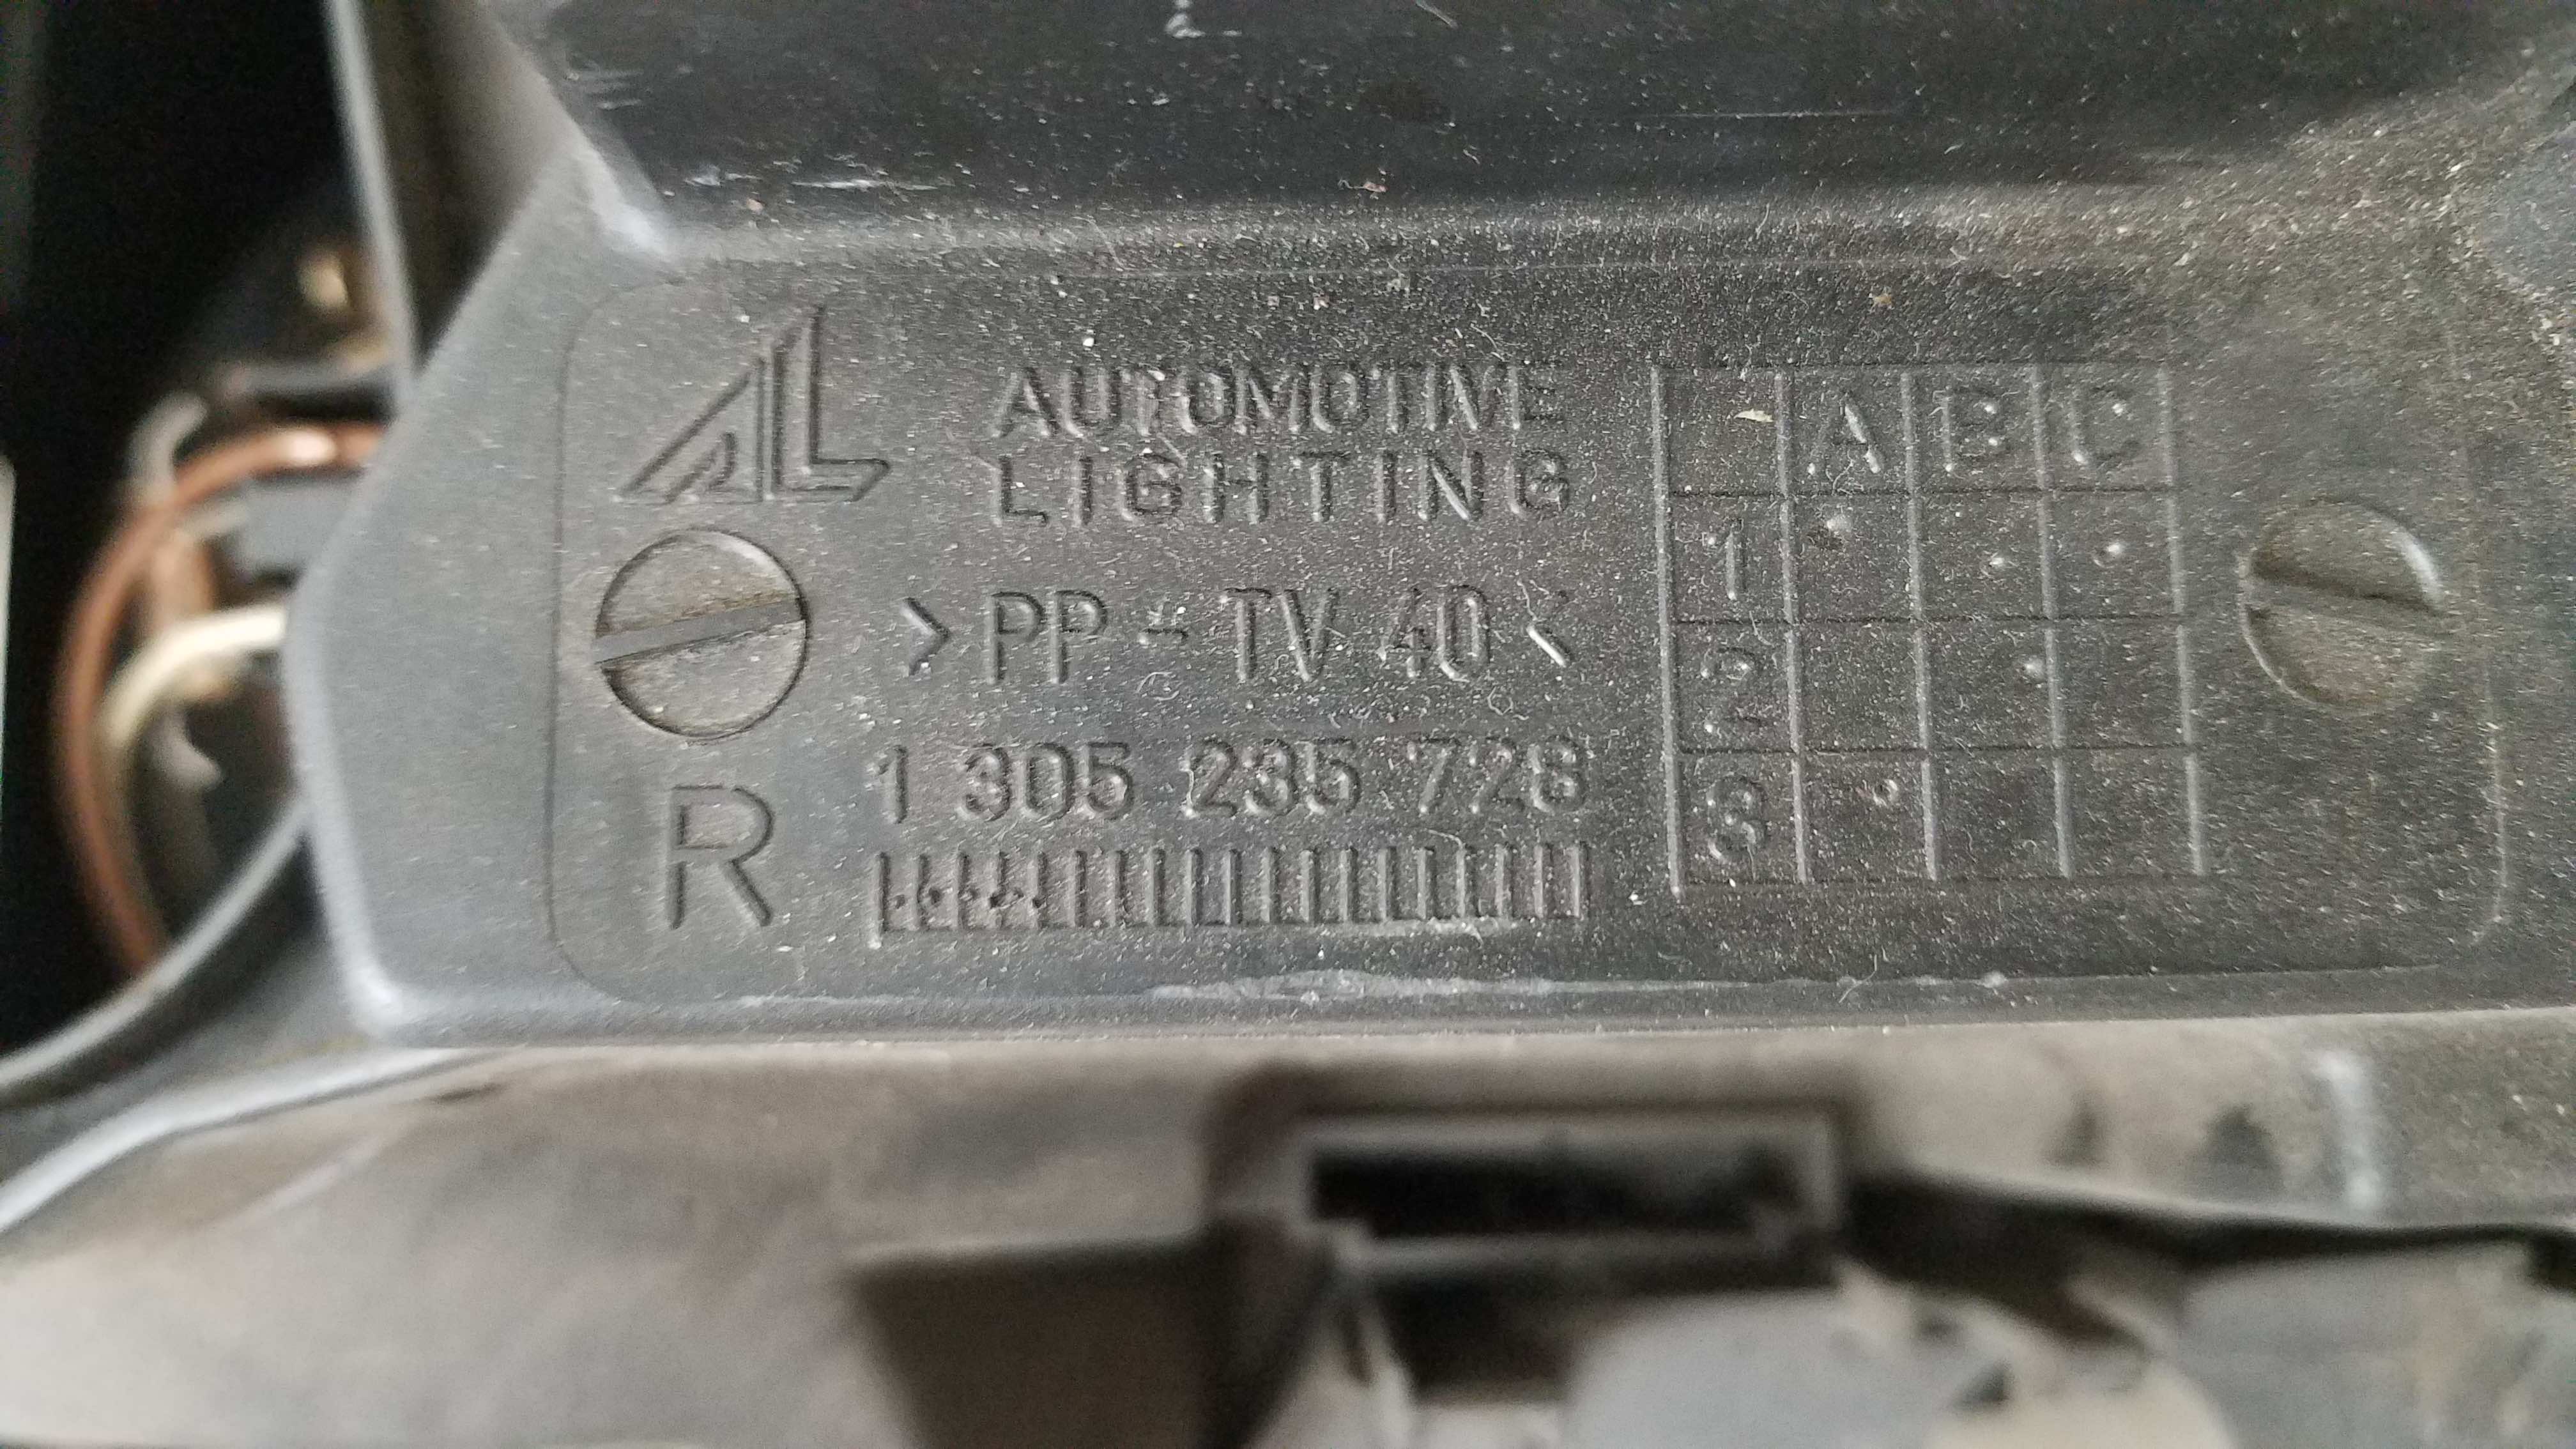 AL AUTOMOTIVE
LIGHTING
>PP - TV 40<
1 305 235 728
R
A B C
1
2
3